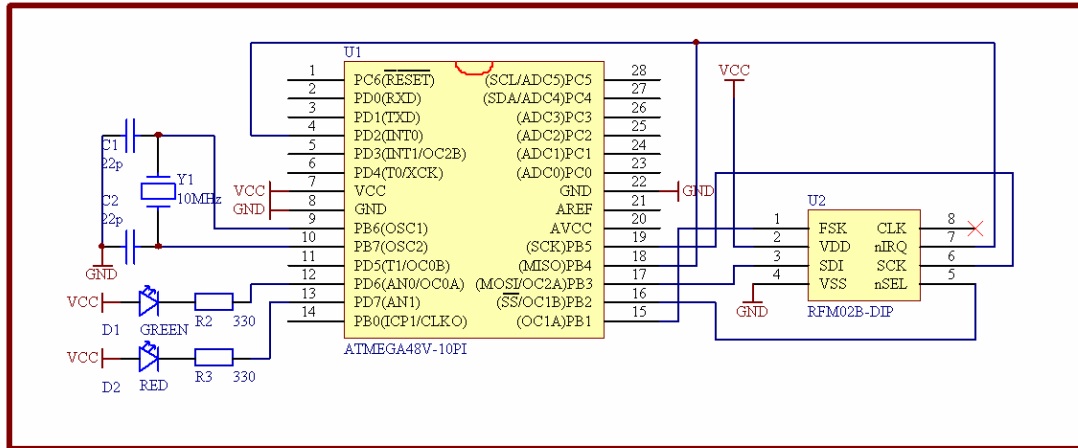 U1
1 PC6(RESET) (SCL/ADC5)PC5 28
2 PD0(RXD) (SDA/ADC4)PC4 27
3 PD1(TXD) (ADC3)PC3 26
4 PD2(INT0) (ADC2)PC2 25
5 PD3(INT1/OC2B) (ADC1)PC1 24
6 PD4(T0/XCK) (ADC0)PC0 23
7 VCC GND 22
8 GND AREF 21
9 PB6(OSC1) AVCC 20
10 PB7(OSC2) (SCK)PB5 19
11 PD5(T1/OC0B) (MISO)PB4 18
12 PD6(AN0/OC0A) (MOSI/OC2A)PB3 17
13 PD7(AN1) (SS/OC1B)PB2 16
14 PB0(ICP1/CLKO) (OC1A)PB1 15
ATMEGA48V-10PI
C1
22p
C2
22p
Y1
10MHz
GND
VCC
GND
GND
VCC
D1 GREEN R2 330
VCC
D2 RED R3 330
VCC
U2
1 FSK CLK 8
2 VDD nIRQ 7
3 SDI SCK 6
4 VSS nSEL 5
GND
RFM02B-DIP